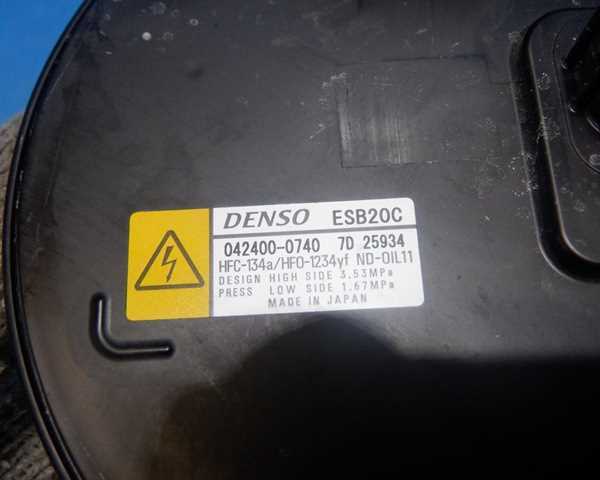 DENSO ESB20C
042400-0740 7D 25934
HFC-134a/HFO-1234yf ND-OIL11
DESIGN HIGH SIDE 3.53MPa
PRESS LOW SIDE 1.67MPa
MADE IN JAPAN